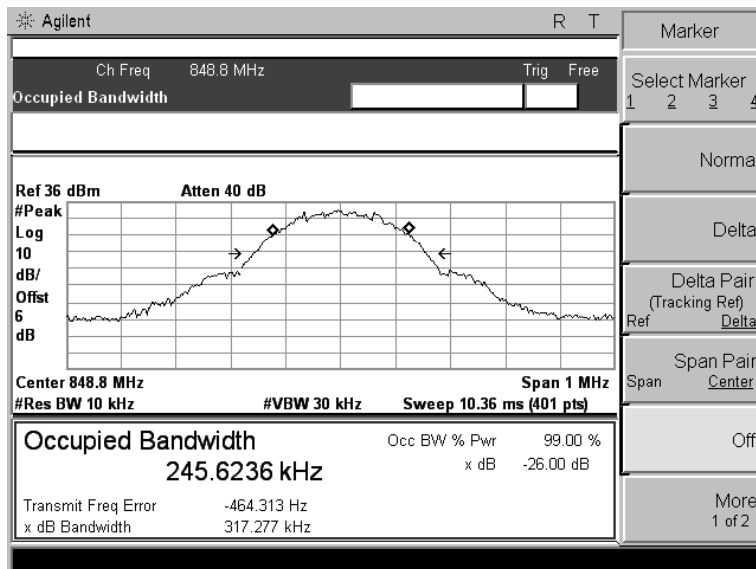 Agilent R T
Ch Freq 848.8 MHz Trig Free
Occupied Bandwidth
Ref 36 dBm Atten 40 dB
#Peak
Log
10
dB/
Offst
6
dB
Center 848.8 MHz Span 1 MHz
#Res BW 10 kHz #VBW 30 kHz Sweep 10.36 ms (401 pts)
Occupied Bandwidth Occ BW % Pwr 99.00 %
245.6236 kHz x dB -26.00 dB
Transmit Freq Error -464.313 Hz
x dB Bandwidth 317.277 kHz
Marker
Select Marker
1 2 3 4
Norma
Delta
Delta Pair
(Tracking Ref)
Ref Delta
Span Pair
Span Center
Off
More
1 of 2